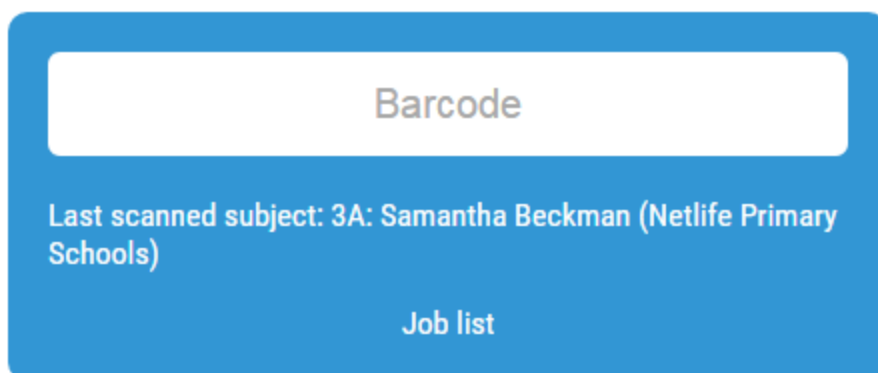 Barcode
Last scanned subject: 3A: Samantha Beckman (Netlife Primary
Schools)
Job list